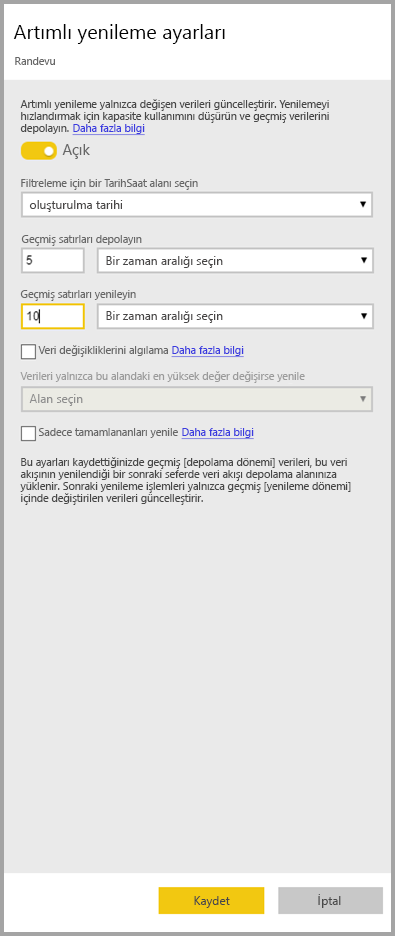 Artımlı yenileme ayarları
Randevu
Artımlı yenileme yalnızca değişen verileri güncelleştirir. Yenilemeyi
hızlandırmak için kapasite kullanımını düşürün ve geçmiş verilerini
depolayın. Daha fazla bilgi
Açık
Filtreleme için bir TarihSaat alanı seçin
oluşturulma tarihi
Geçmiş satırları depolayın
5 Bir zaman aralığı seçin
Geçmiş satırları yenileyin
10 Bir zaman aralığı seçin
Veri değişikliklerini algılama Daha fazla bilgi
Verileri yalnızca bu alandaki en yüksek değer değişirse yenile
Alan seçin
Sadece tamamlananları yenile Daha fazla bilgi
Bu ayarları kaydettiğinizde geçmiş [depolama dönemi) verileri, bu veri
akışının yenilendiği bir sonraki seferde veri akışı depolama alanınıza
yüklenir. Sonraki yenileme işlemleri yalnızca geçmiş [yenileme dönemi]
içinde değiştirilen verileri güncelleştirir.
Kaydet İptal